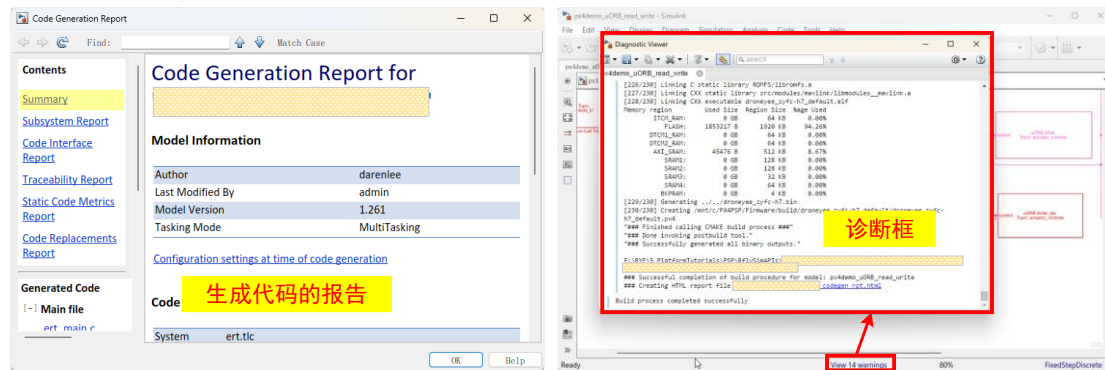 Code Generation Report
Find:
Match Case
Contents
Summary
Subsystem Report
Code Interface
Report
Traceability Report
Static Code Metrics
Report
Code Replacements
Report
Generated Code
[-] Main file
ert_main.c
Code Generation Report for
Model Information
Author darenlee
Last Modified By admin
Model Version 1.261
Tasking Mode MultiTasking
Configuration settings at time of code generation
生成代码的报告
Code
System ert.tlc
OK Help
px4demo_uORB_read_write - Simulink
File Edit View Display Diagram Simulation Analysis Code Tools Help
Diagnostic Viewer
search
px4demo_uORB_read_write
[226/230] Linking C static library ROMFS/libromfs.a
[227/230] Linking CXX static library src/modules/mavlink/libmodules__mavlink.a
[228/230] Linking CXX executable droneyee_zyfc-h7_default.elf
Memory region Used Size Region Size %age Used
ITCM_RAM: 0 GB 64 KB 0.00%
FLASH: 1853217 B 1920 KB 94.26%
DTCM1_RAM: 0 GB 64 KB 0.00%
DTCM2_RAM: 0 GB 64 KB 0.00%
AXI_SRAM: 45476 B 512 KB 8.67%
SRAM1: 0 GB 128 KB 0.00%
SRAM2: 0 GB 128 KB 0.00%
SRAM3: 0 GB 32 KB 0.00%
SRAM4: 0 GB 64 KB 0.00%
BKPRAM: 0 GB 4 KB 0.00%
[229/230] Generating ../../droneyee_zyfc-h7.bin
[230/230] Creating /mnt/c/PX4PSP/Firmware/build/droneyee_zyfc-h7_default/droneyee_zyfc-
h7_default.px4
"### Finished calling CMAKE build process ###"
"### Done invoking postbuild tool."
"### Successfully generated all binary outputs."
诊断框
E:\BYF\5_PlatformTutorials\PSP\RflySimAPIs\
### Successful completion of build procedure for model: px4demo_uORB_read_write
### Creating HTML report file codegen_rpt.html
Build process completed successfully
uORB Write
Topic: actuator_controls
Ready
View 14 warnings
80%
FixedStepDiscrete